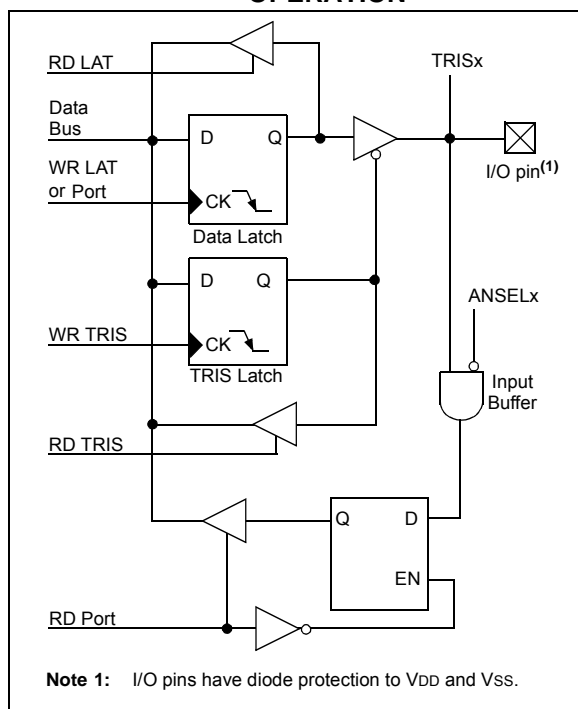 OPERATION
RD LAT
TRISx
Data
Bus
D Q
I/O pin(1)
WR LAT
or Port
CK
Data Latch
D Q
ANSELx
WR TRIS
CK
TRIS Latch
Input
Buffer
RD TRIS
Q D
EN
RD Port
Note 1: I/O pins have diode protection to VDD and VSS.